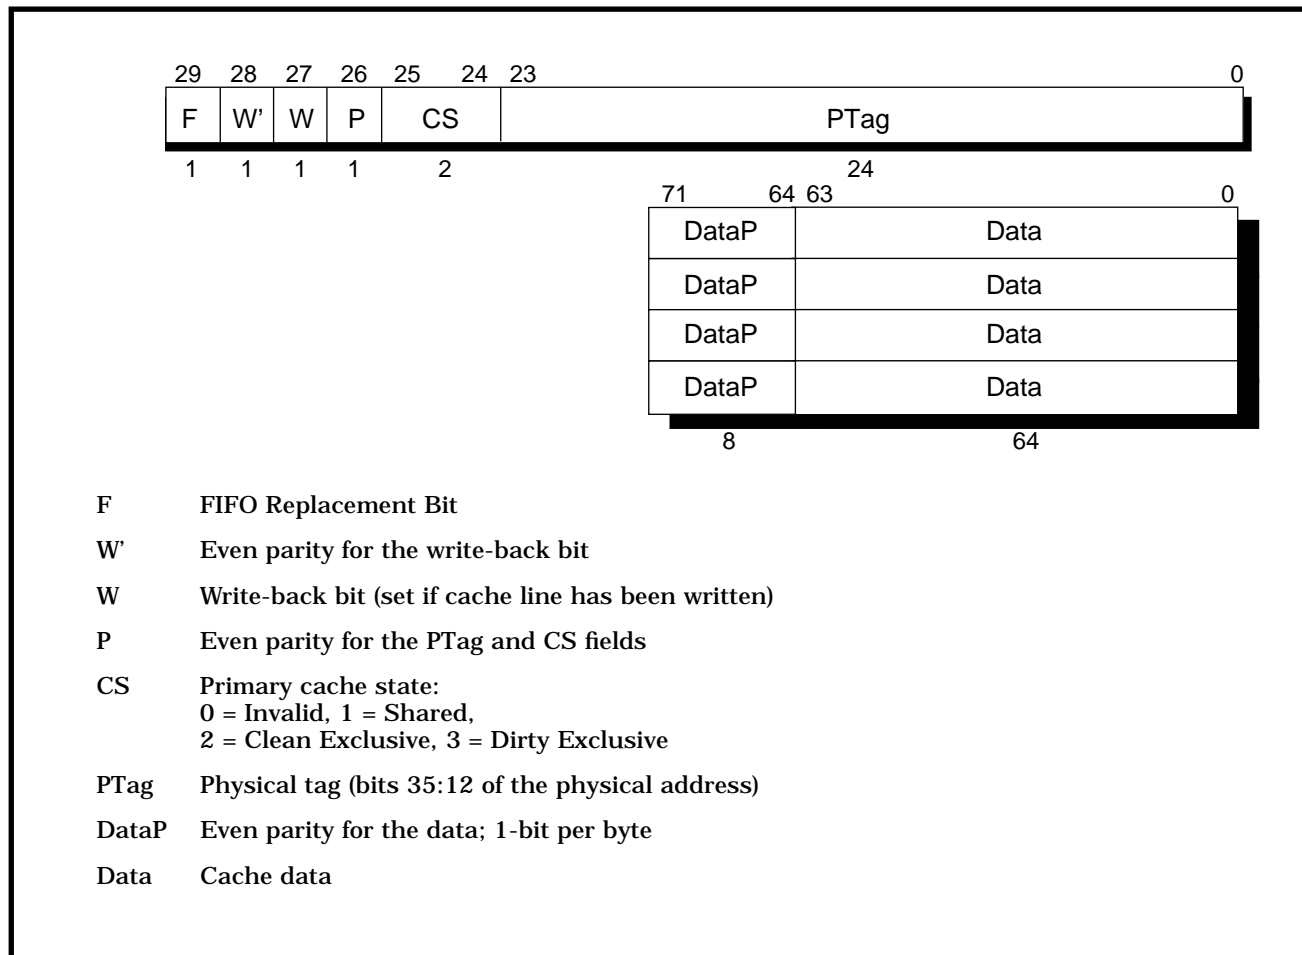 29 28 27 26 25 24 23 0
F W' W P CS PTag
1 1 1 1 2 24
71 64 63 0
DataP Data
DataP Data
DataP Data
DataP Data
8 64
F FIFO Replacement Bit
W' Even parity for the write-back bit
W Write-back bit (set if cache line has been written)
P Even parity for the PTag and CS fields
CS Primary cache state:
0 = Invalid, 1 = Shared,
2 = Clean Exclusive, 3 = Dirty Exclusive
PTag Physical tag (bits 35:12 of the physical address)
DataP Even parity for the data; 1-bit per byte
Data Cache data